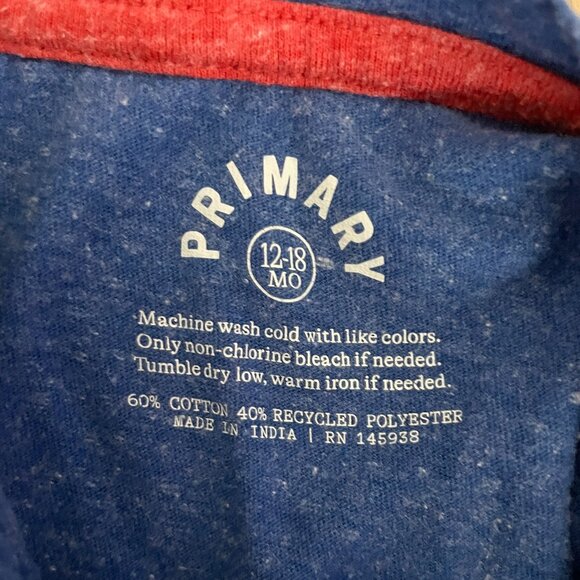 PRIMARY
12-18
MO
Machine wash cold with like colors.
Only non-chlorine bleach if needed.
Tumble dry low, warm iron if needed.
60% COTTON 40% RECYCLED POLYESTER
MADE IN INDIA | RN 145938